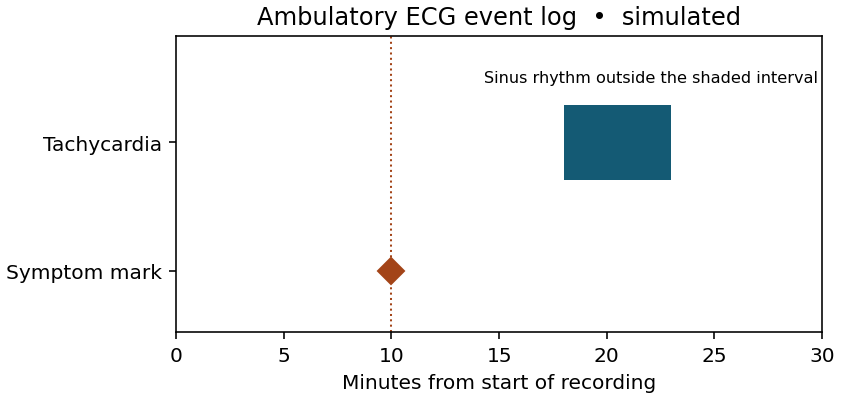 Ambulatory ECG event log • simulated
Sinus rhythm outside the shaded interval
Tachycardia
Symptom mark
0 5 10 15 20 25 30
Minutes from start of recording